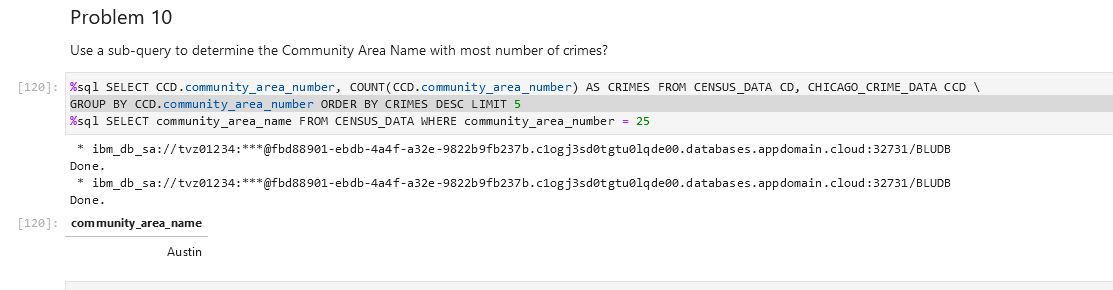 Problem 10
Use a sub-query to determine the Community Area Name with most number of crimes?
[120]: %sql SELECT CCD.community_area_number, COUNT(CCD.community_area_number) AS CRIMES FROM CENSUS_DATA CD, CHICAGO_CRIME_DATA CCD \
GROUP BY CCD.community_area_number ORDER BY CRIMES DESC LIMIT 5
%sql SELECT community_area_name FROM CENSUS_DATA WHERE community_area_number = 25
* ibm_db_sa://tvz01234:***@fbd88901-ebdb-4a4f-a32e-9822b9fb237b.c1ogj3sd0tgtu0lqde00.databases.appdomain.cloud:32731/BLUDB
Done.
* ibm_db_sa://tvz01234:***@fbd88901-ebdb-4a4f-a32e-9822b9fb237b.c1ogj3sd0tgtu0lqde00.databases.appdomain.cloud:32731/BLUDB
Done.
[120]: community_area_name
Austin